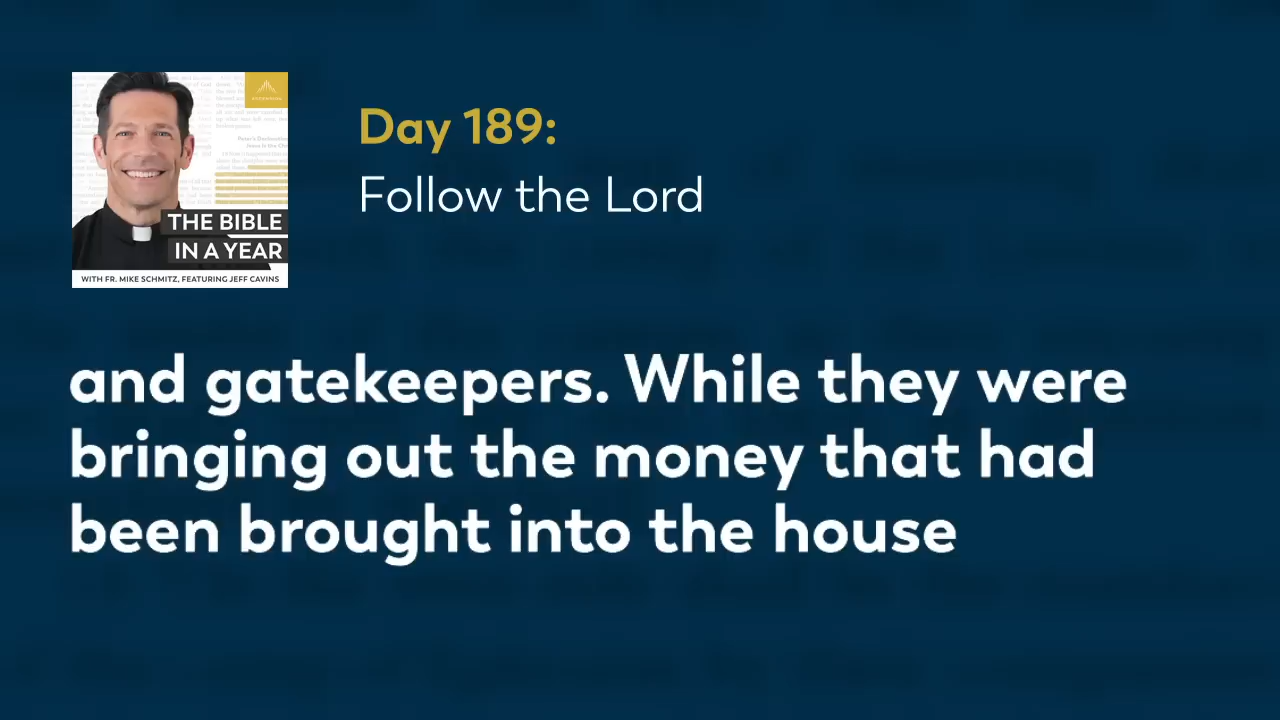 Day 189:
Follow the Lord
THE BIBLE
IN A YEAR
WITH FR. MIKE SCHMITZ, FEATURING JEFF CAVINS
and gatekeepers. While they were
bringing out the money that had
been brought into the house